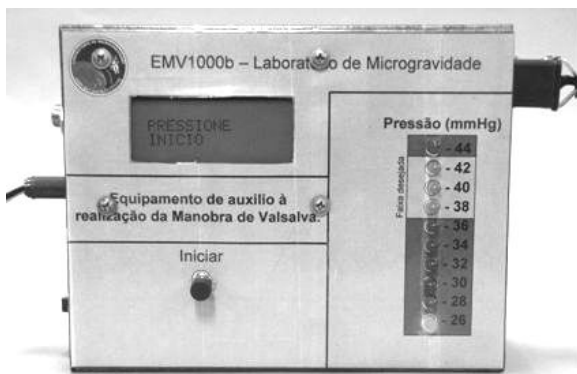 EMV1000b – Laboratório de Microgravidade
PRESSIONE
INICIO
Equipamento de auxilio à
realização da Manobra de Valsalva.
Iniciar
Pressão (mmHg)
Faixa desejada
- 44
- 42
- 40
- 38
- 36
- 34
- 32
- 30
- 28
- 26